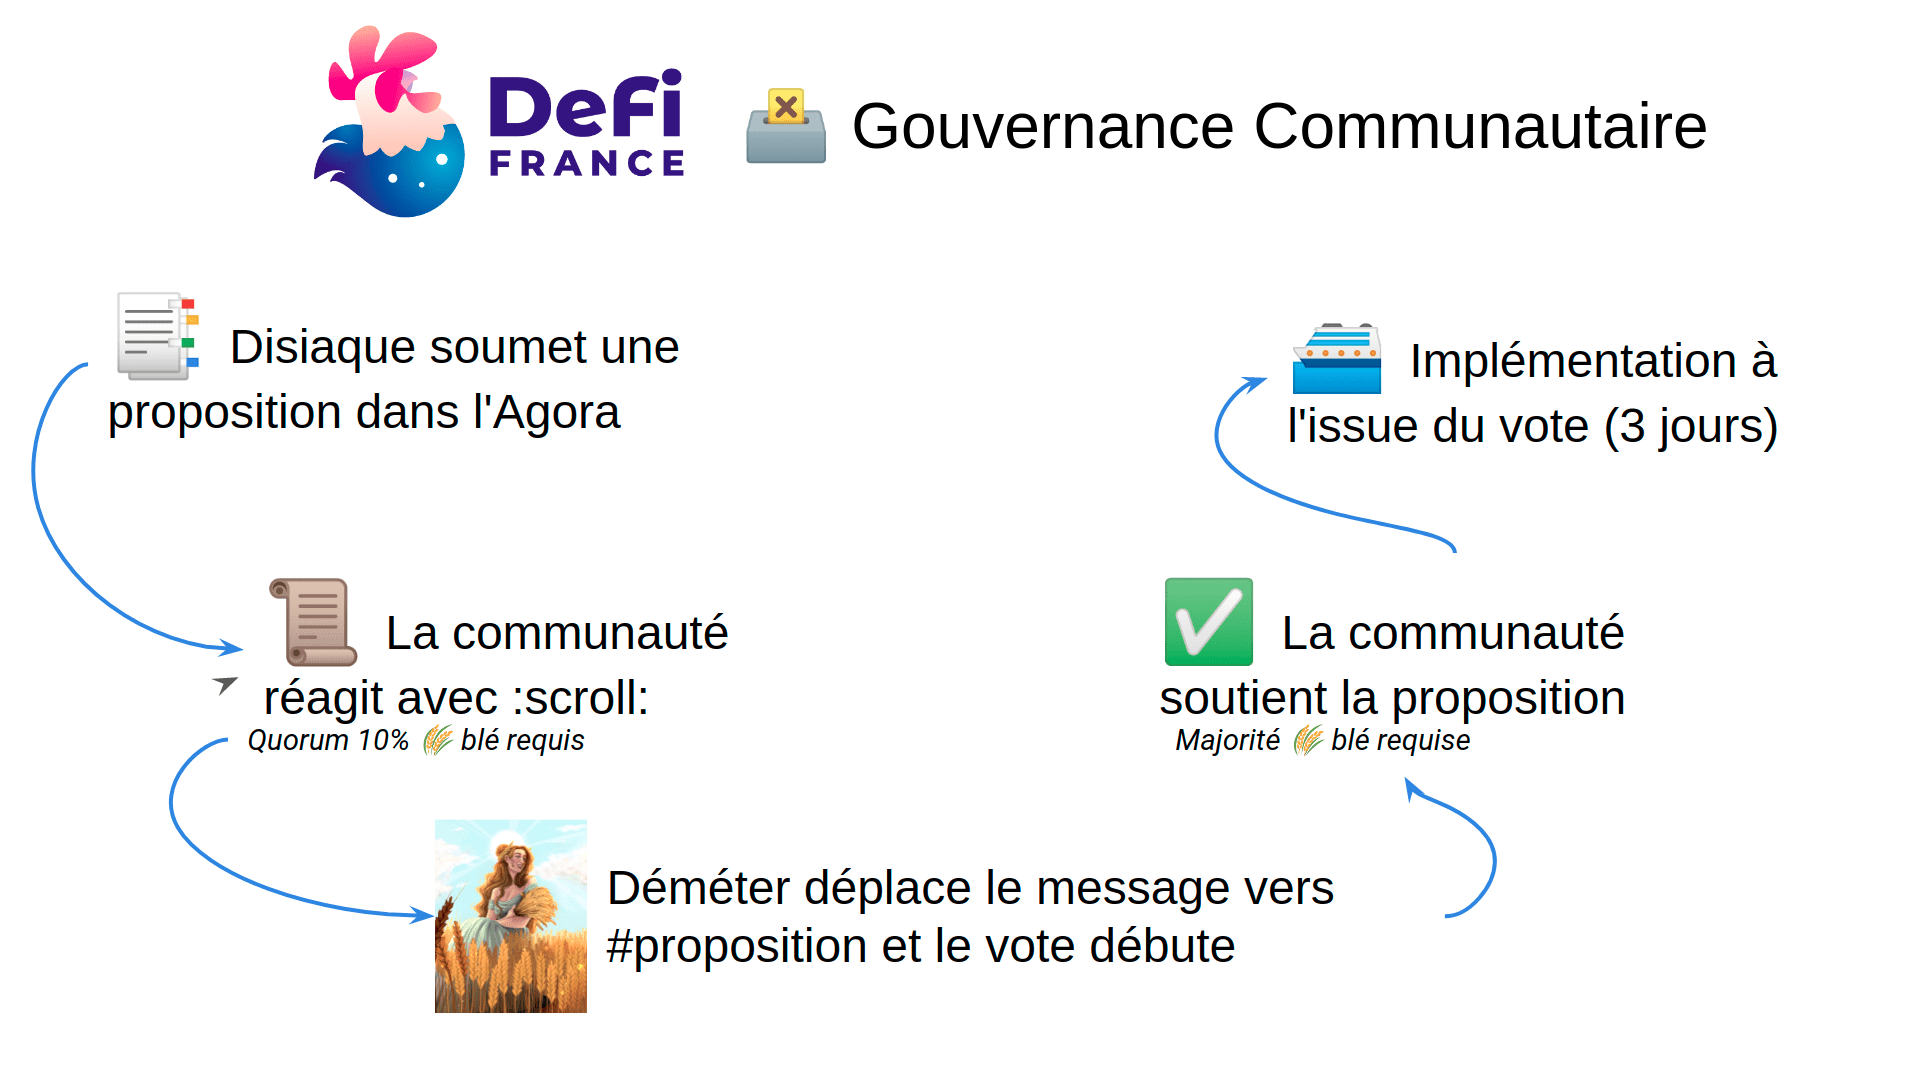 DeFi
FRANCE
Gouvernance Communautaire
Disiaque soumet une
proposition dans l'Agora
La communauté
réagit avec :scroll:
Quorum 10% 🌾 blé requis
Déméter déplace le message vers
#proposition et le vote débute
La communauté
soutient la proposition
Majorité 🌾 blé requise
Implémentation à
l'issue du vote (3 jours)